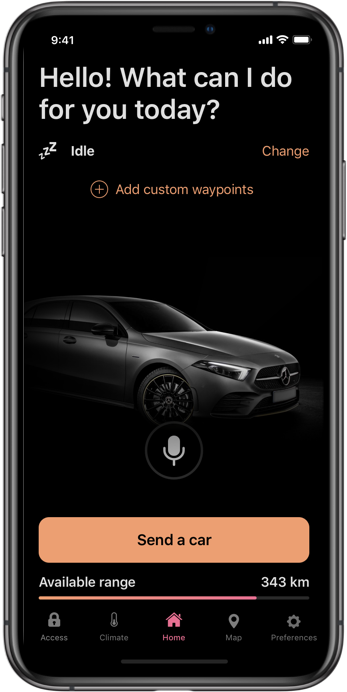 9:41
Hello! What can I do
for you today?
zzZ Idle Change
Add custom waypoints
Send a car
Available range 343 km
Access Climate Home Map Preferences